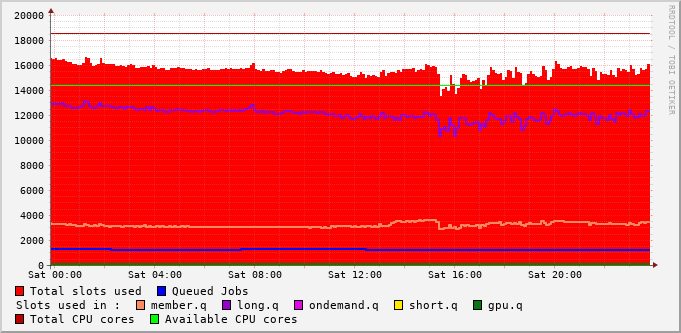 20000
18000
16000
14000
12000
10000
8000
6000
4000
2000
0
Sat 00:00 Sat 04:00 Sat 08:00 Sat 12:00 Sat 16:00 Sat 20:00
RRDTOOL / TOBI OETIKER
Total slots used Queued Jobs
Slots used in : member.q long.q ondemand.q short.q gpu.q
Total CPU cores Available CPU cores